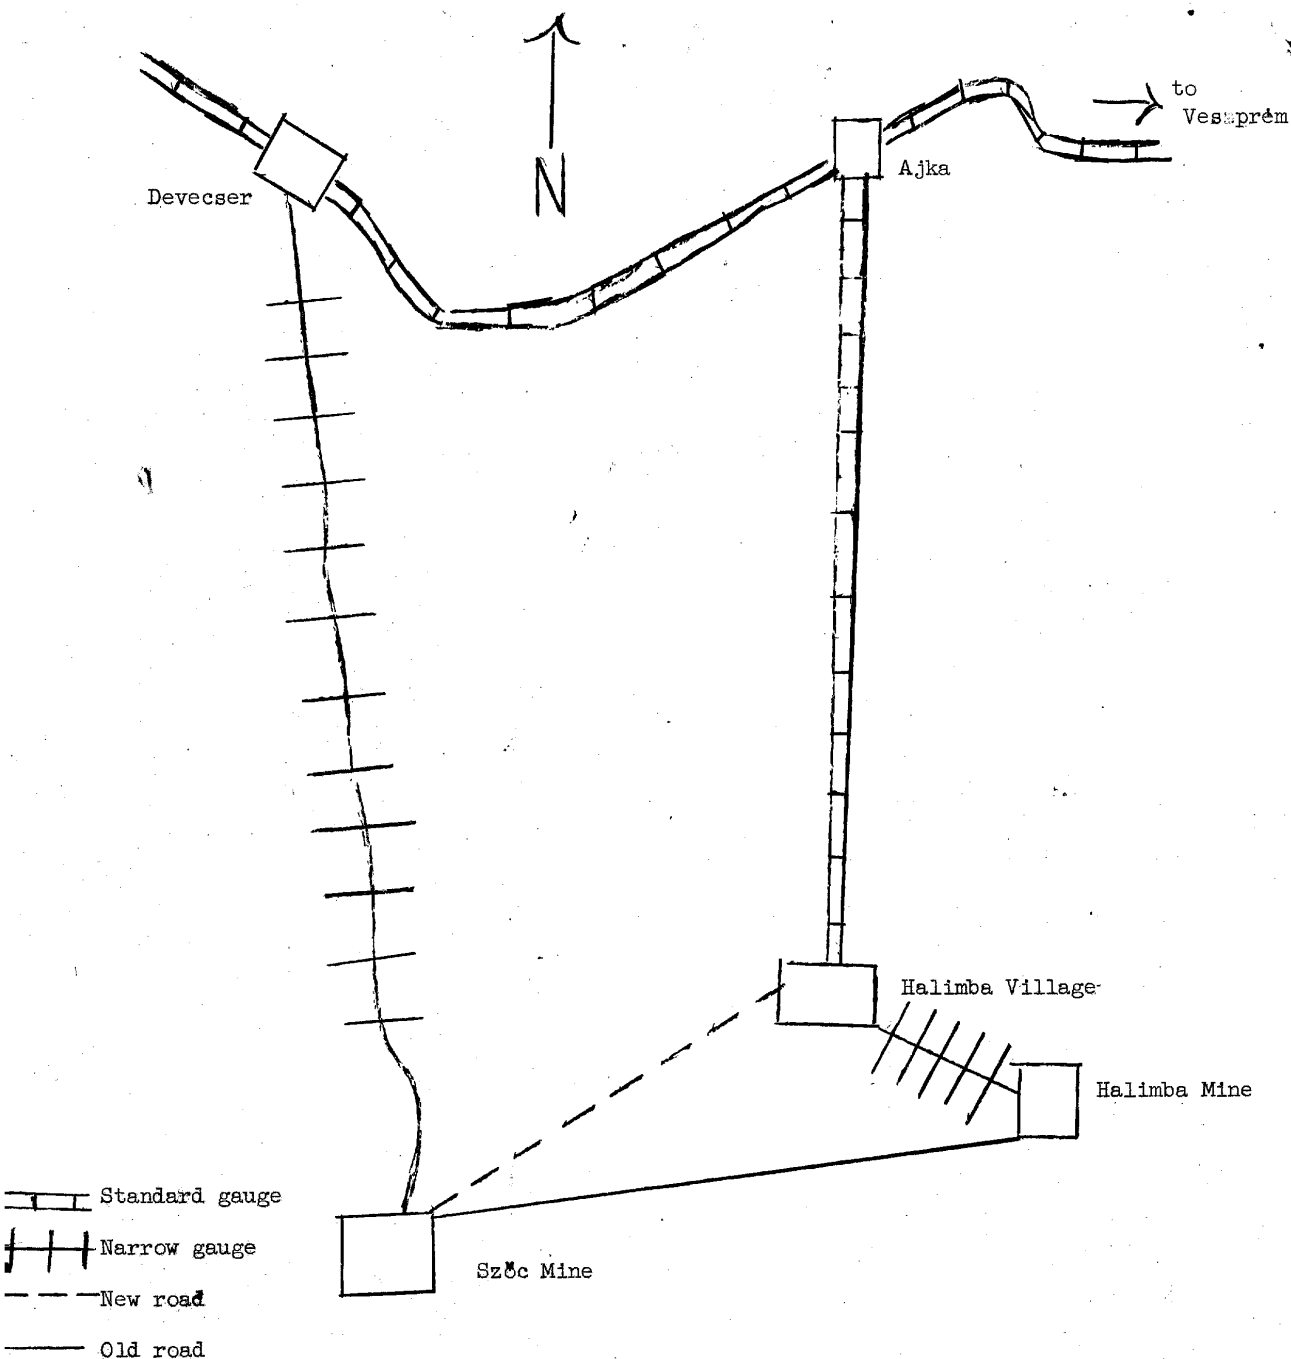 to
Veszprém
Ajka
Devecser
N
Halimba Village
Halimba Mine
Standard gauge
Narrow gauge
Szőc Mine
New road
Old road